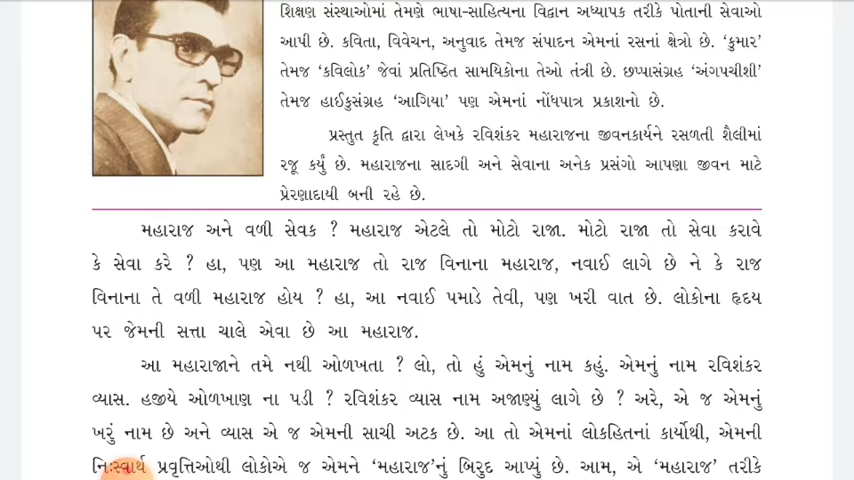 શિક્ષણ સંસ્થાઓમાં તેમણે ભાષા-સાહિત્યના વિદ્વાન અધ્યાપક તરીકે પોતાની સેવાઓ
આપી છે. કવિતા, વિવેચન, અનુવાદ તેમજ સંપાદન એમનાં રસનાં ક્ષેત્રો છે. ‘કુમાર’
તેમજ ‘કવિલોક’ જેવાં પ્રતિષ્ઠિત સામયિકોના તેઓ તંત્રી છે. છપ્પાસંગ્રહ ‘અંગપચીશી’
તેમજ હાઈકુસંગ્રહ ‘આગિયા’ પણ એમનાં નોંધપાત્ર પ્રકાશનો છે.
પ્રસ્તુત કૃતિ દ્વારા લેખકે રવિશંકર મહારાજના જીવનકાર્યને રસળતી શૈલીમાં
રજૂ કર્યું છે. મહારાજના સાદગી અને સેવાના અનેક પ્રસંગો આપણા જીવન માટે
પ્રેરણાદાયી બની રહે છે.
મહારાજ અને વળી સેવક ? મહારાજ એટલે તો મોટો રાજા. મોટો રાજા તો સેવા કરાવે
કે સેવા કરે ? હા, પણ આ મહારાજ તો રાજ વિનાના મહારાજ, નવાઈ લાગે છે ને કે રાજ
વિનાના તે વળી મહારાજ હોય ? હા, આ નવાઈ પમાડે તેવી, પણ ખરી વાત છે. લોકોના હૃદય
પર જેમની સત્તા ચાલે એવા છે આ મહારાજ.
આ મહારાજાને તમે નથી ઓળખતા ? લો, તો હું એમનું નામ કહું. એમનું નામ રવિશંકર
વ્યાસ. હજીયે ઓળખાણ ના પડી ? રવિશંકર વ્યાસ નામ અજાણ્યું લાગે છે ? અરે, એ જ એમનું
ખરું નામ છે અને વ્યાસ એ જ એમની સાચી અટક છે. આ તો એમનાં લોકહિતનાં કાર્યોથી, એમની
નિઃસ્વાર્થ પ્રવૃત્તિઓથી લોકોએ જ એમને ‘મહારાજ’નું બિરુદ આપ્યું છે. આમ, એ ‘મહારાજ’ તરીકે